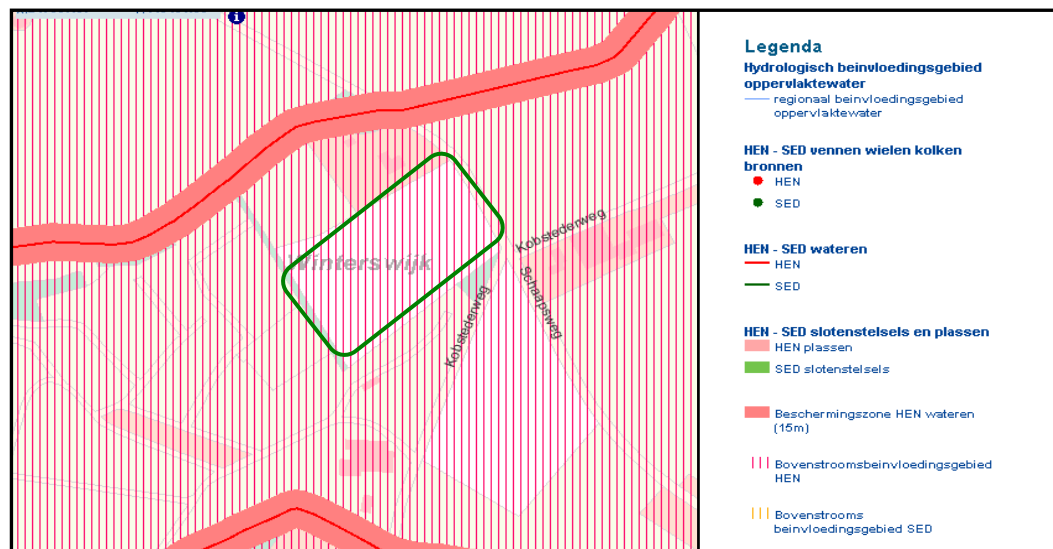 i
Winterswijk
Kobstederweg
Kobstederweg
Schaapsweg
Legenda
Hydrologisch beinvloedingsgebied
oppervlaktewater
regionaal beinvloedingsgebied
oppervlaktewater
HEN - SED vennen wielen kolken
bronnen
HEN
SED
HEN - SED wateren
HEN
SED
HEN - SED slotenstelsels en plassen
HEN plassen
SED slotenstelsels
Beschermingszone HEN wateren
(15m)
Bovenstroomsbeinvloedingsgebied
HEN
Bovenstrooms
beinvloedingsgebied SED